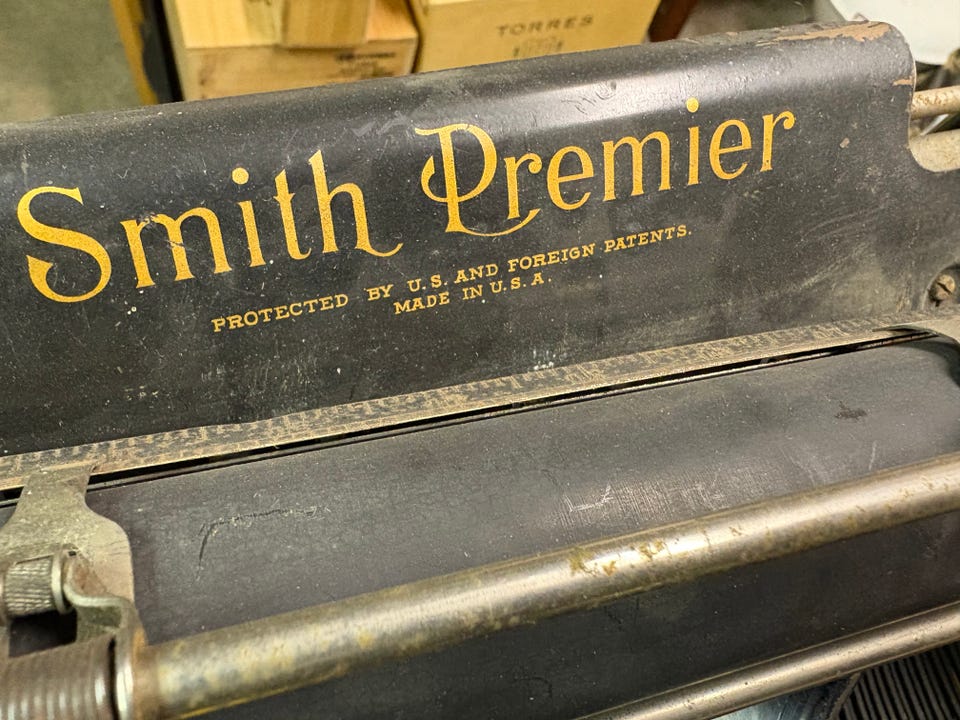 TORRES
Smith Premier
PROTECTED BY U.S. AND FOREIGN PATENTS.
MADE IN U.S.A.